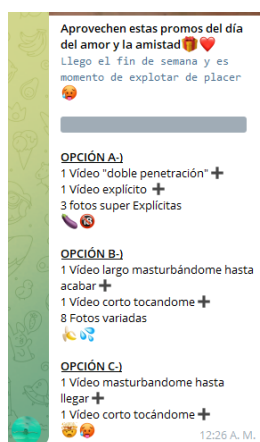 Aprovechen estas promos del día
del amor y la amistad🎁❤️
Llego el fin de semana y es
momento de explotar de placer
🥵
OPCIÓN A-)
1 Vídeo "doble penetración"➕
1 Vídeo explícito ➕
3 fotos super Explícitas
🍆🔞
OPCIÓN B-)
1 Vídeo largo masturbándome hasta
acabar➕
1 Vídeo corto tocandome➕
8 Fotos variadas
🍌💦
OPCIÓN C-)
1 Vídeo masturbandome hasta
llegar➕
1 Vídeo corto tocándome➕
🤯🥵
12:26 A. M.